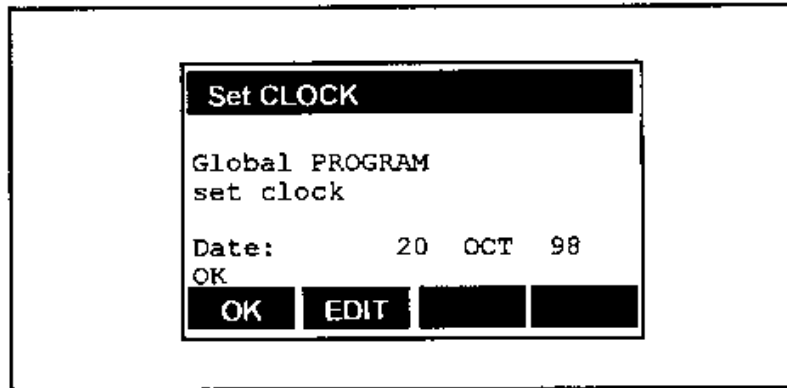 Set CLOCK
Global PROGRAM
set clock
Date: 20 OCT 98
OK
OK EDIT